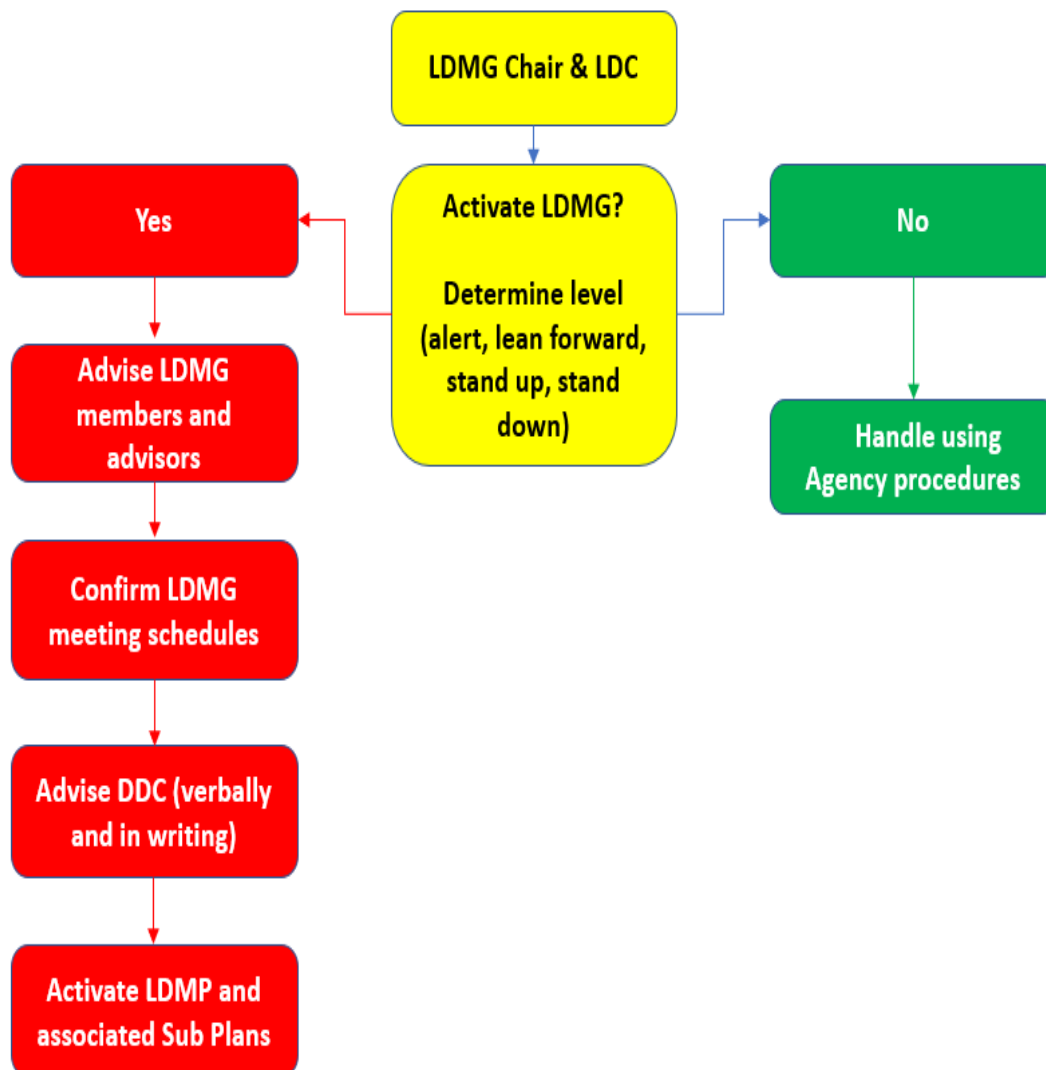 LDMG Chair & LDC
Activate LDMG?
Determine level
(alert, lean forward,
stand up, stand
down)
Yes
Advise LDMG
members and
advisors
Confirm LDMG
meeting schedules
Advise DDC (verbally
and in writing)
Activate LDMP and
associated Sub Plans
No
Handle using
Agency procedures